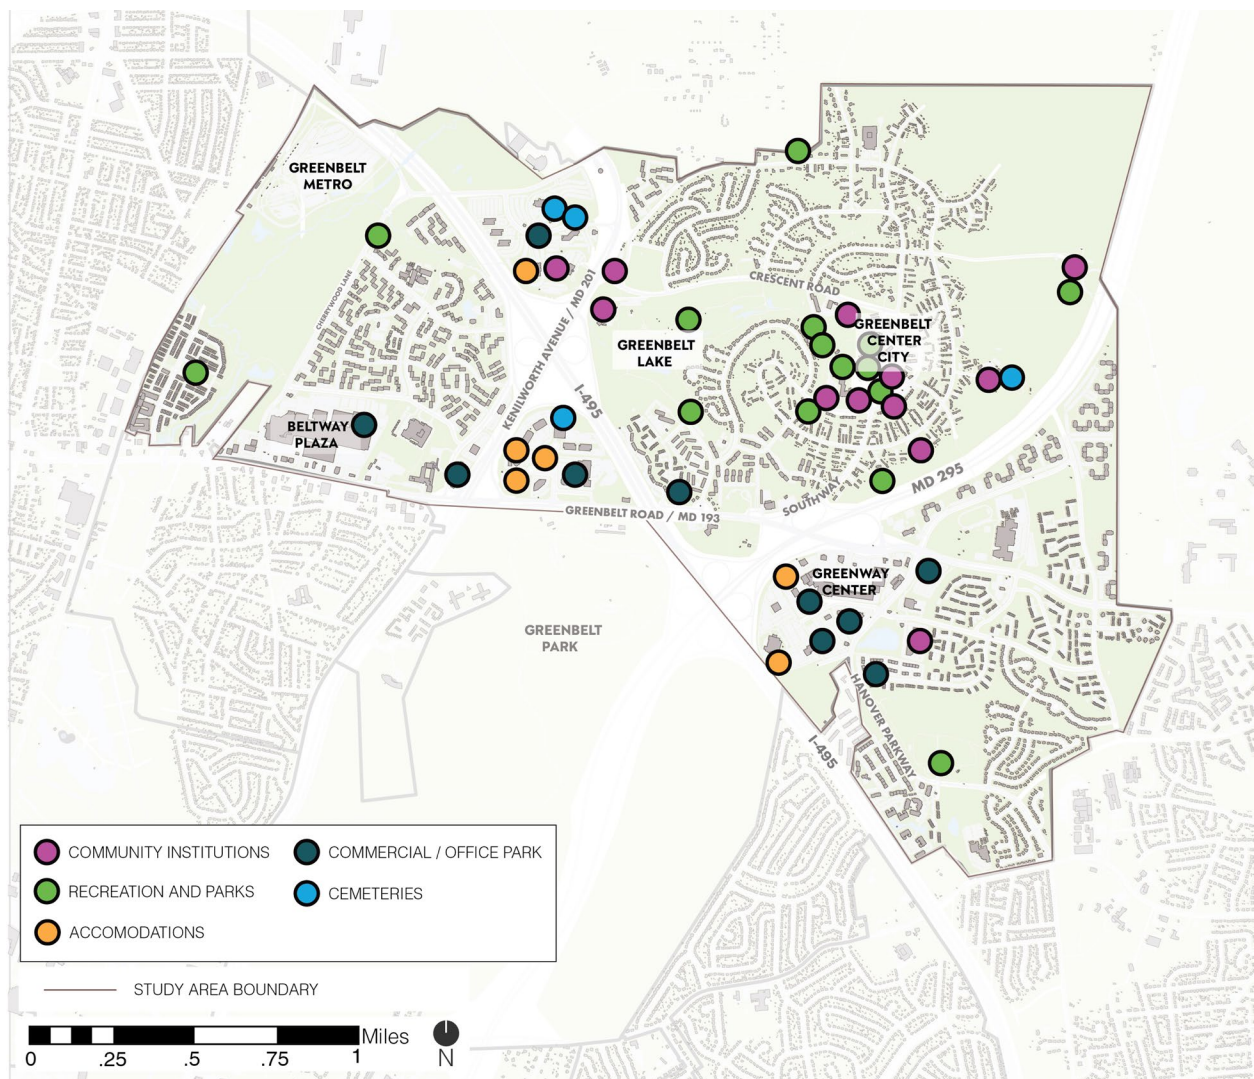 GREENBELT
METRO
CHERRYWOOD LANE
KENILWORTH AVENUE / MD 201
CRESCENT ROAD
GREENBELT
LAKE
GREENBELT
CENTER
CITY
I-495
BELTWAY
PLAZA
GREENBELT ROAD / MD 193
SOUTHWAY
MD 295
GREENWAY
CENTER
GREENBELT
PARK
HANOVER PARKWAY
I-495
COMMUNITY INSTITUTIONS
COMMERCIAL / OFFICE PARK
RECREATION AND PARKS
CEMETERIES
ACCOMODATIONS
STUDY AREA BOUNDARY
Miles
0 .25 .5 .75 1
N